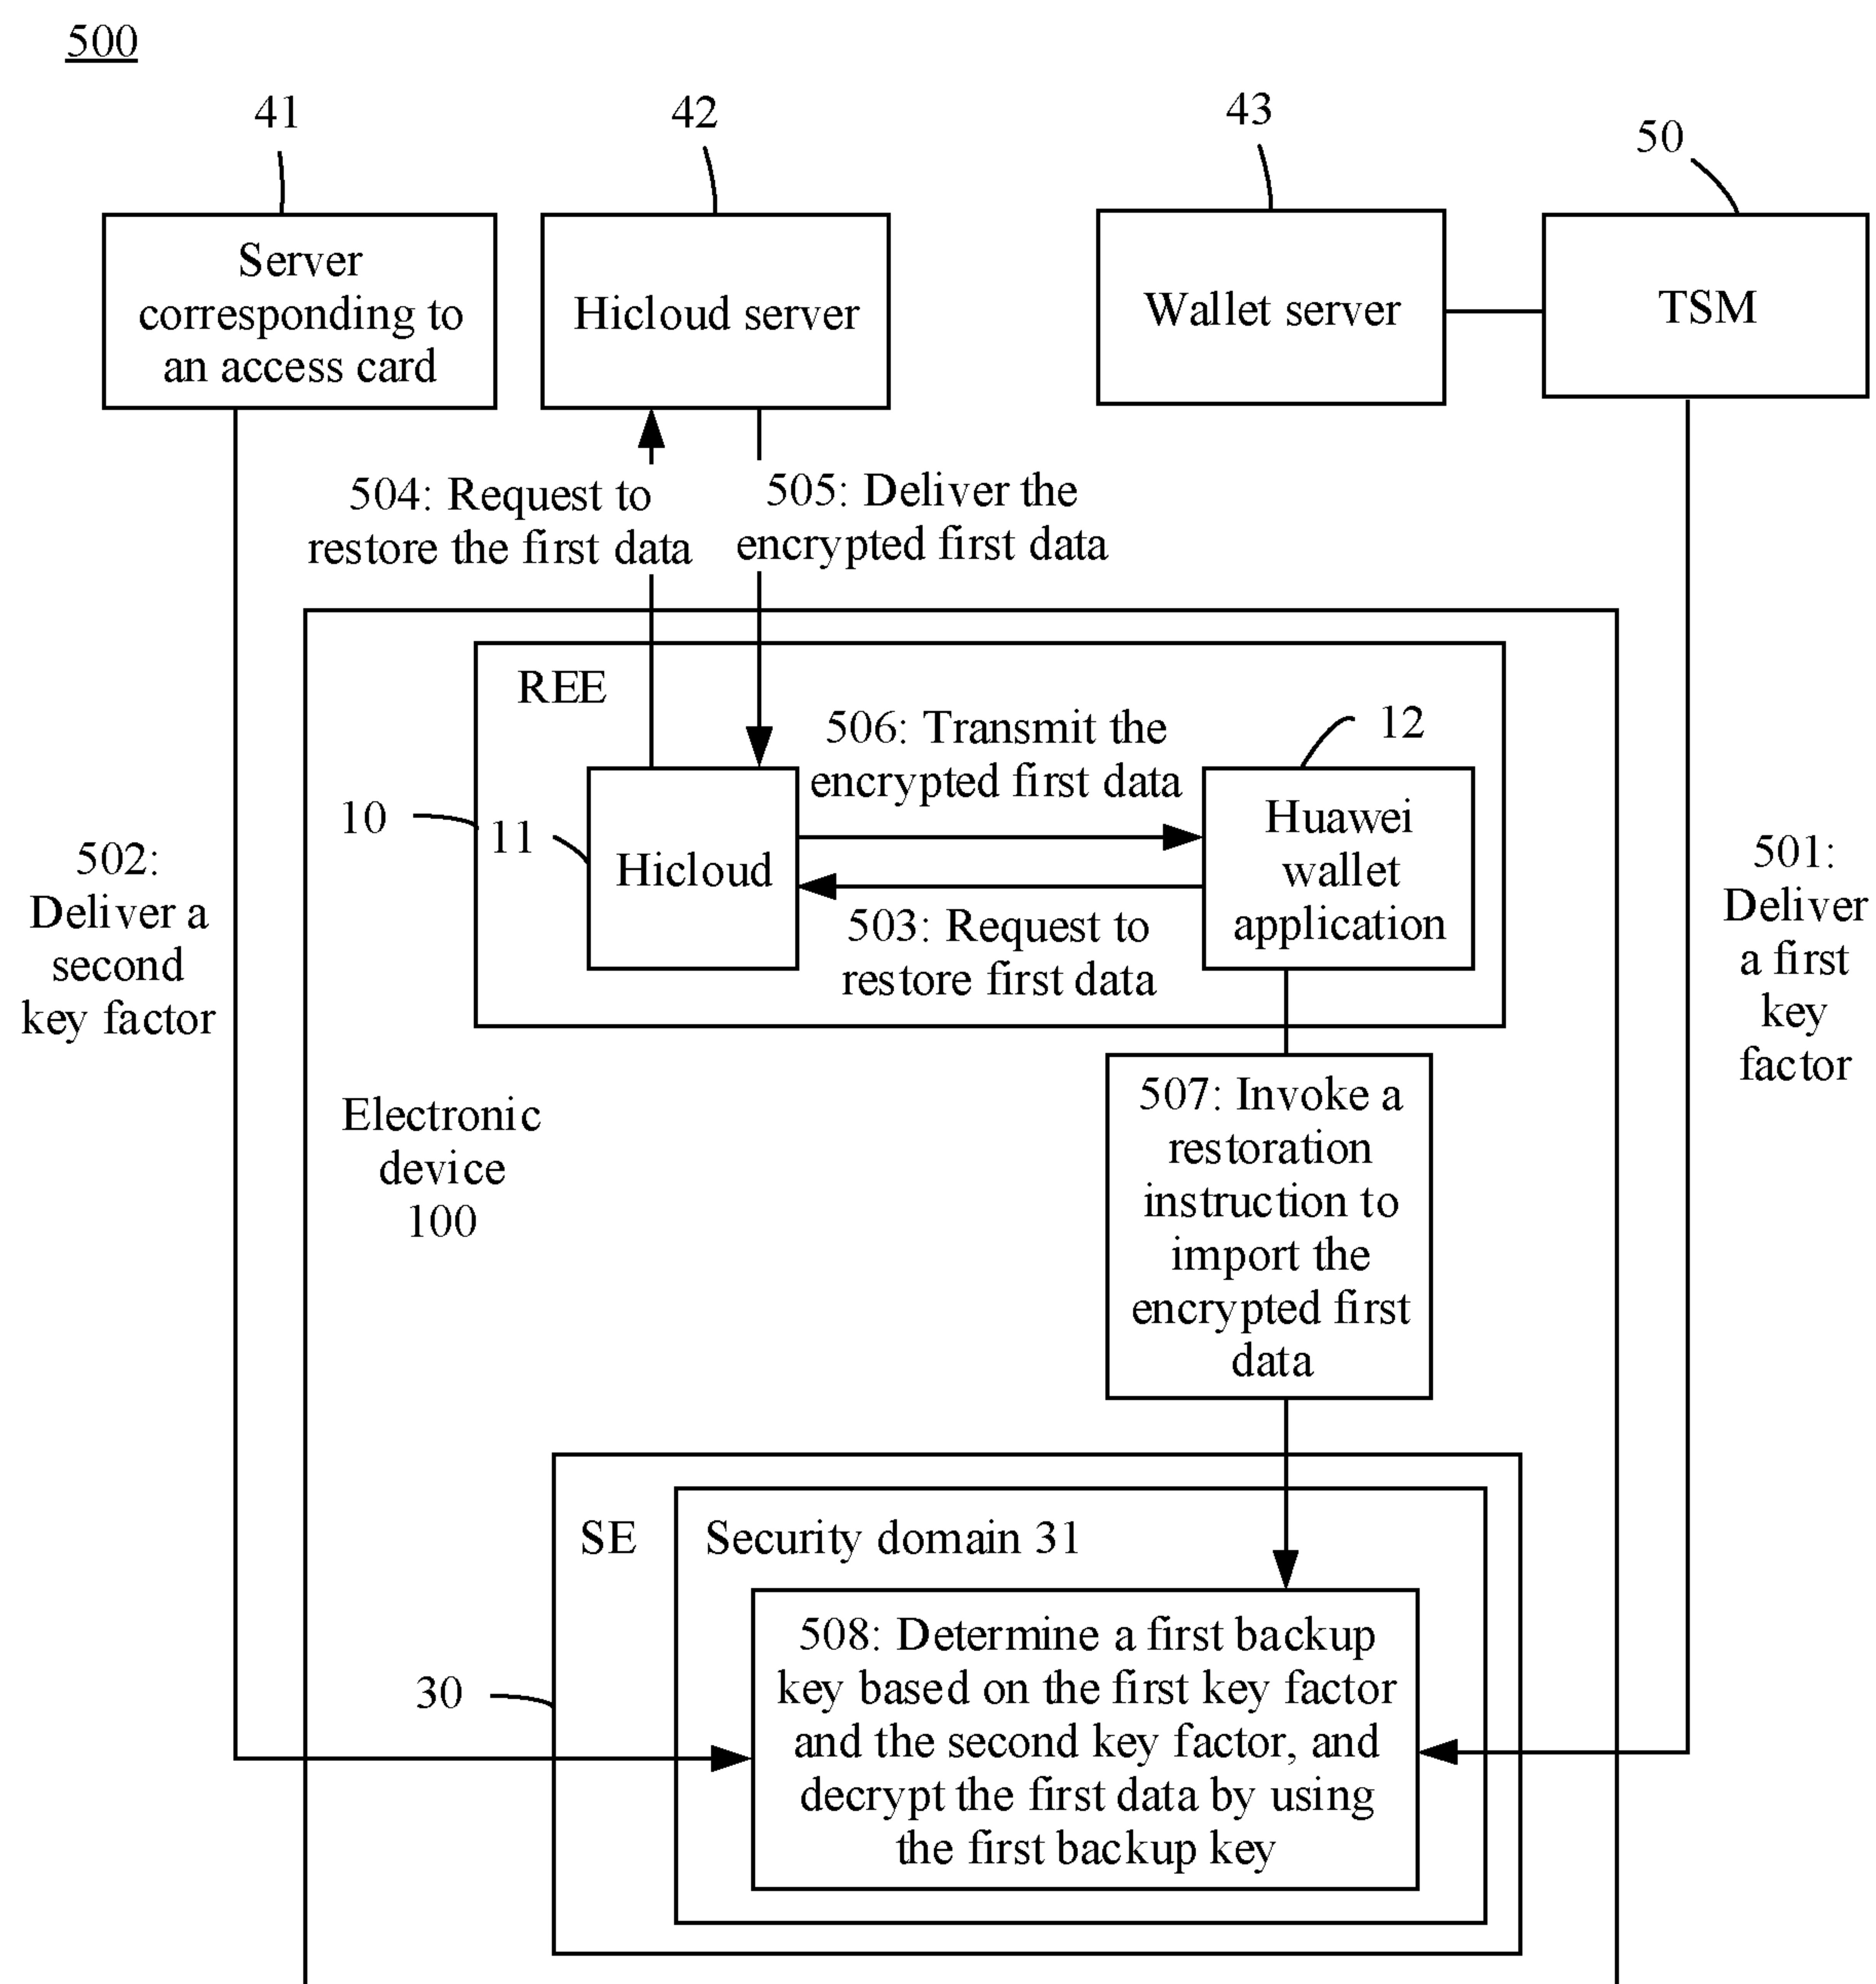 500
41
42
43
50
Server
corresponding to
an access card
Hicloud server
Wallet server
TSM
504: Request to
restore the first data
505: Deliver the
encrypted first data
REE
506: Transmit the
encrypted first data
12
10
11
Hicloud
Huawei
wallet
application
503: Request to
restore first data
502:
Deliver a
second
key factor
501:
Deliver
a first
key
factor
Electronic
device
100
507: Invoke a
restoration
instruction to
import the
encrypted first
data
SE
Security domain 31
30
508: Determine a first backup
key based on the first key factor
and the second key factor, and
decrypt the first data by using
the first backup key